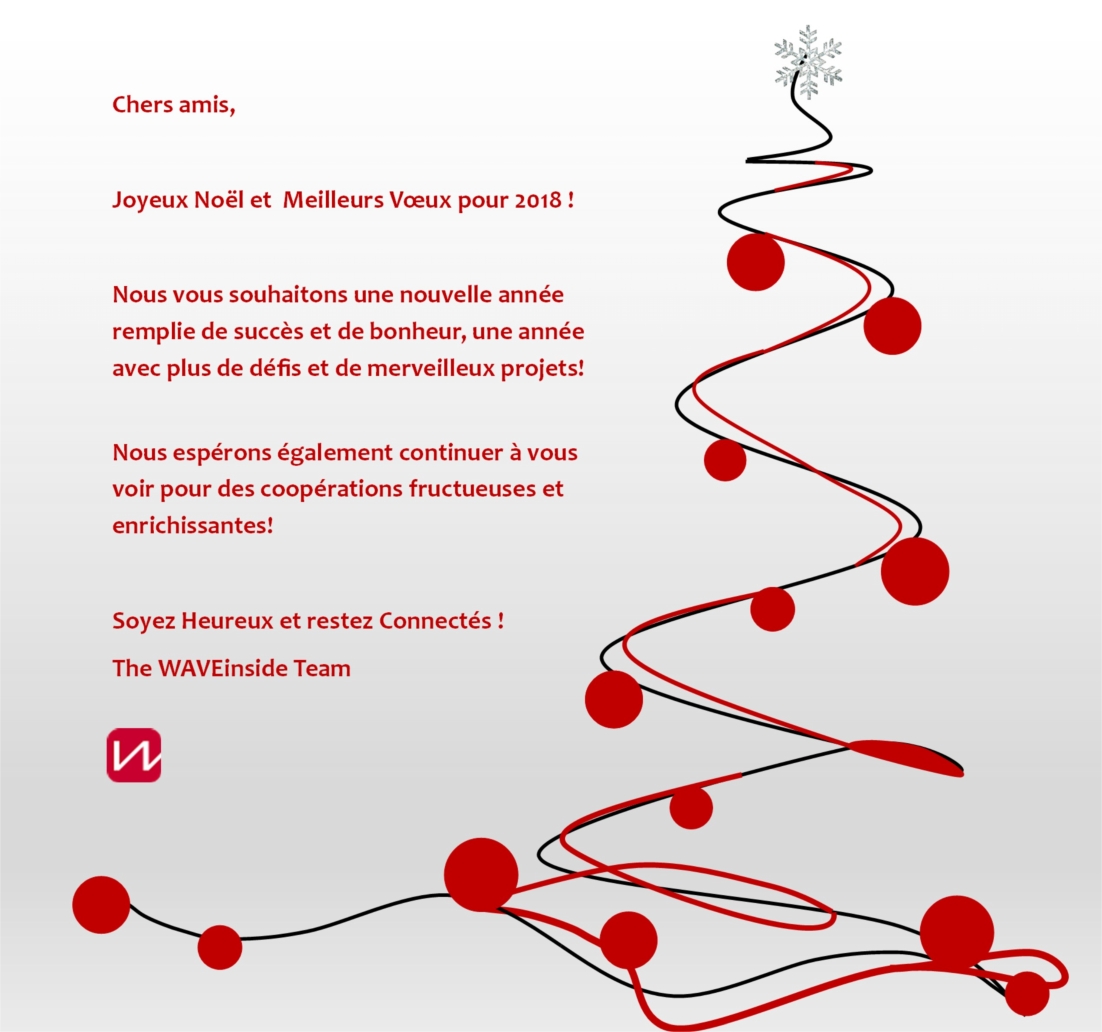 Chers amis,
Joyeux Noël et  Meilleurs Vœux pour 2018 !
Nous vous souhaitons une nouvelle année
remplie de succès et de bonheur, une année
avec plus de défis et de merveilleux projets!
Nous espérons également continuer à vous
voir pour des coopérations fructueuses et
enrichissantes!
Soyez Heureux et restez Connectés !
The WAVEinside Team